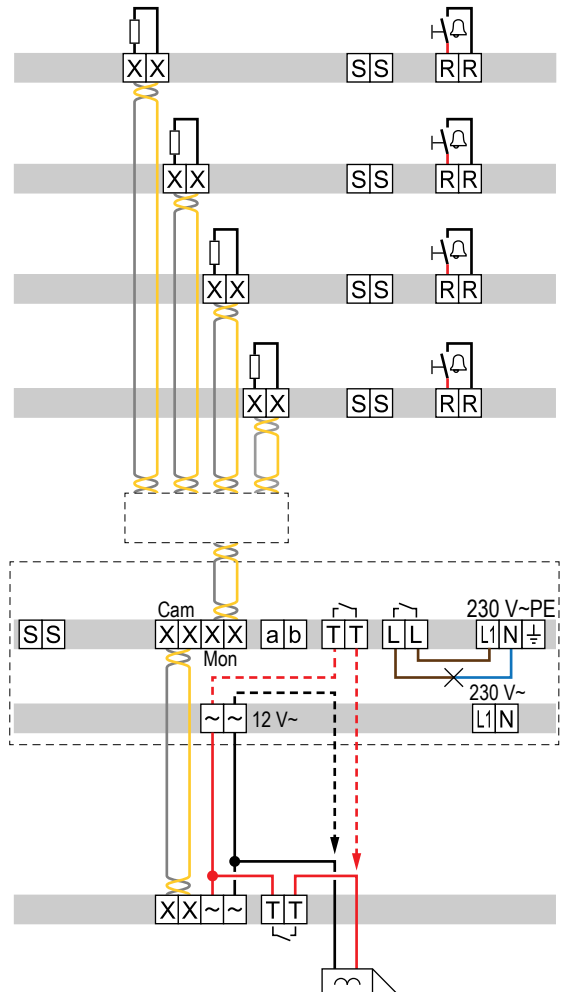 X X S S R R
X X S S R R
X X S S R R
X X S S R R
Cam 230 V~PE
S S X X X X a b T T L L L1 N ⏚
Mon
230 V~
~ ~ 12 V~ L1 N
X X ~ ~ T T